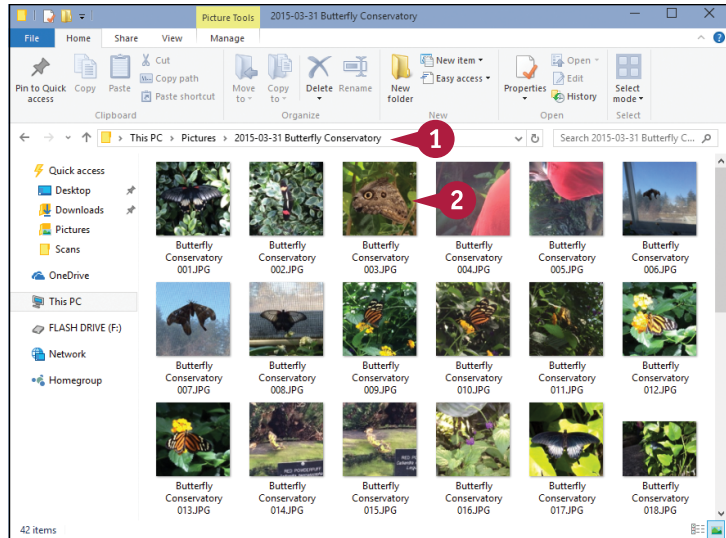 Picture Tools 2015-03-31 Butterfly Conservatory
File Home Share View Manage
Pin to Quick access
Copy
Paste
Cut
Copy path
Paste shortcut
Clipboard
Move to
Copy to
Delete
Rename
Organize
New folder
New item
Easy access
New
Properties
Open
Edit
History
Open
Select mode
Select
This PC > Pictures > 2015-03-31 Butterfly Conservatory
Search 2015-03-31 Butterfly C...
1
2
Quick access
Desktop
Downloads
Pictures
Scans
OneDrive
This PC
FLASH DRIVE (F:)
Network
Homegroup
Butterfly Conservatory 001.JPG
Butterfly Conservatory 002.JPG
Butterfly Conservatory 003.JPG
Butterfly Conservatory 004.JPG
Butterfly Conservatory 005.JPG
Butterfly Conservatory 006.JPG
Butterfly Conservatory 007.JPG
Butterfly Conservatory 008.JPG
Butterfly Conservatory 009.JPG
Butterfly Conservatory 010.JPG
Butterfly Conservatory 011.JPG
Butterfly Conservatory 012.JPG
RED POWDERPUFF
Butterfly Conservatory 013.JPG
Butterfly Conservatory 014.JPG
Butterfly Conservatory 015.JPG
Butterfly Conservatory 016.JPG
Butterfly Conservatory 017.JPG
Butterfly Conservatory 018.JPG
42 items